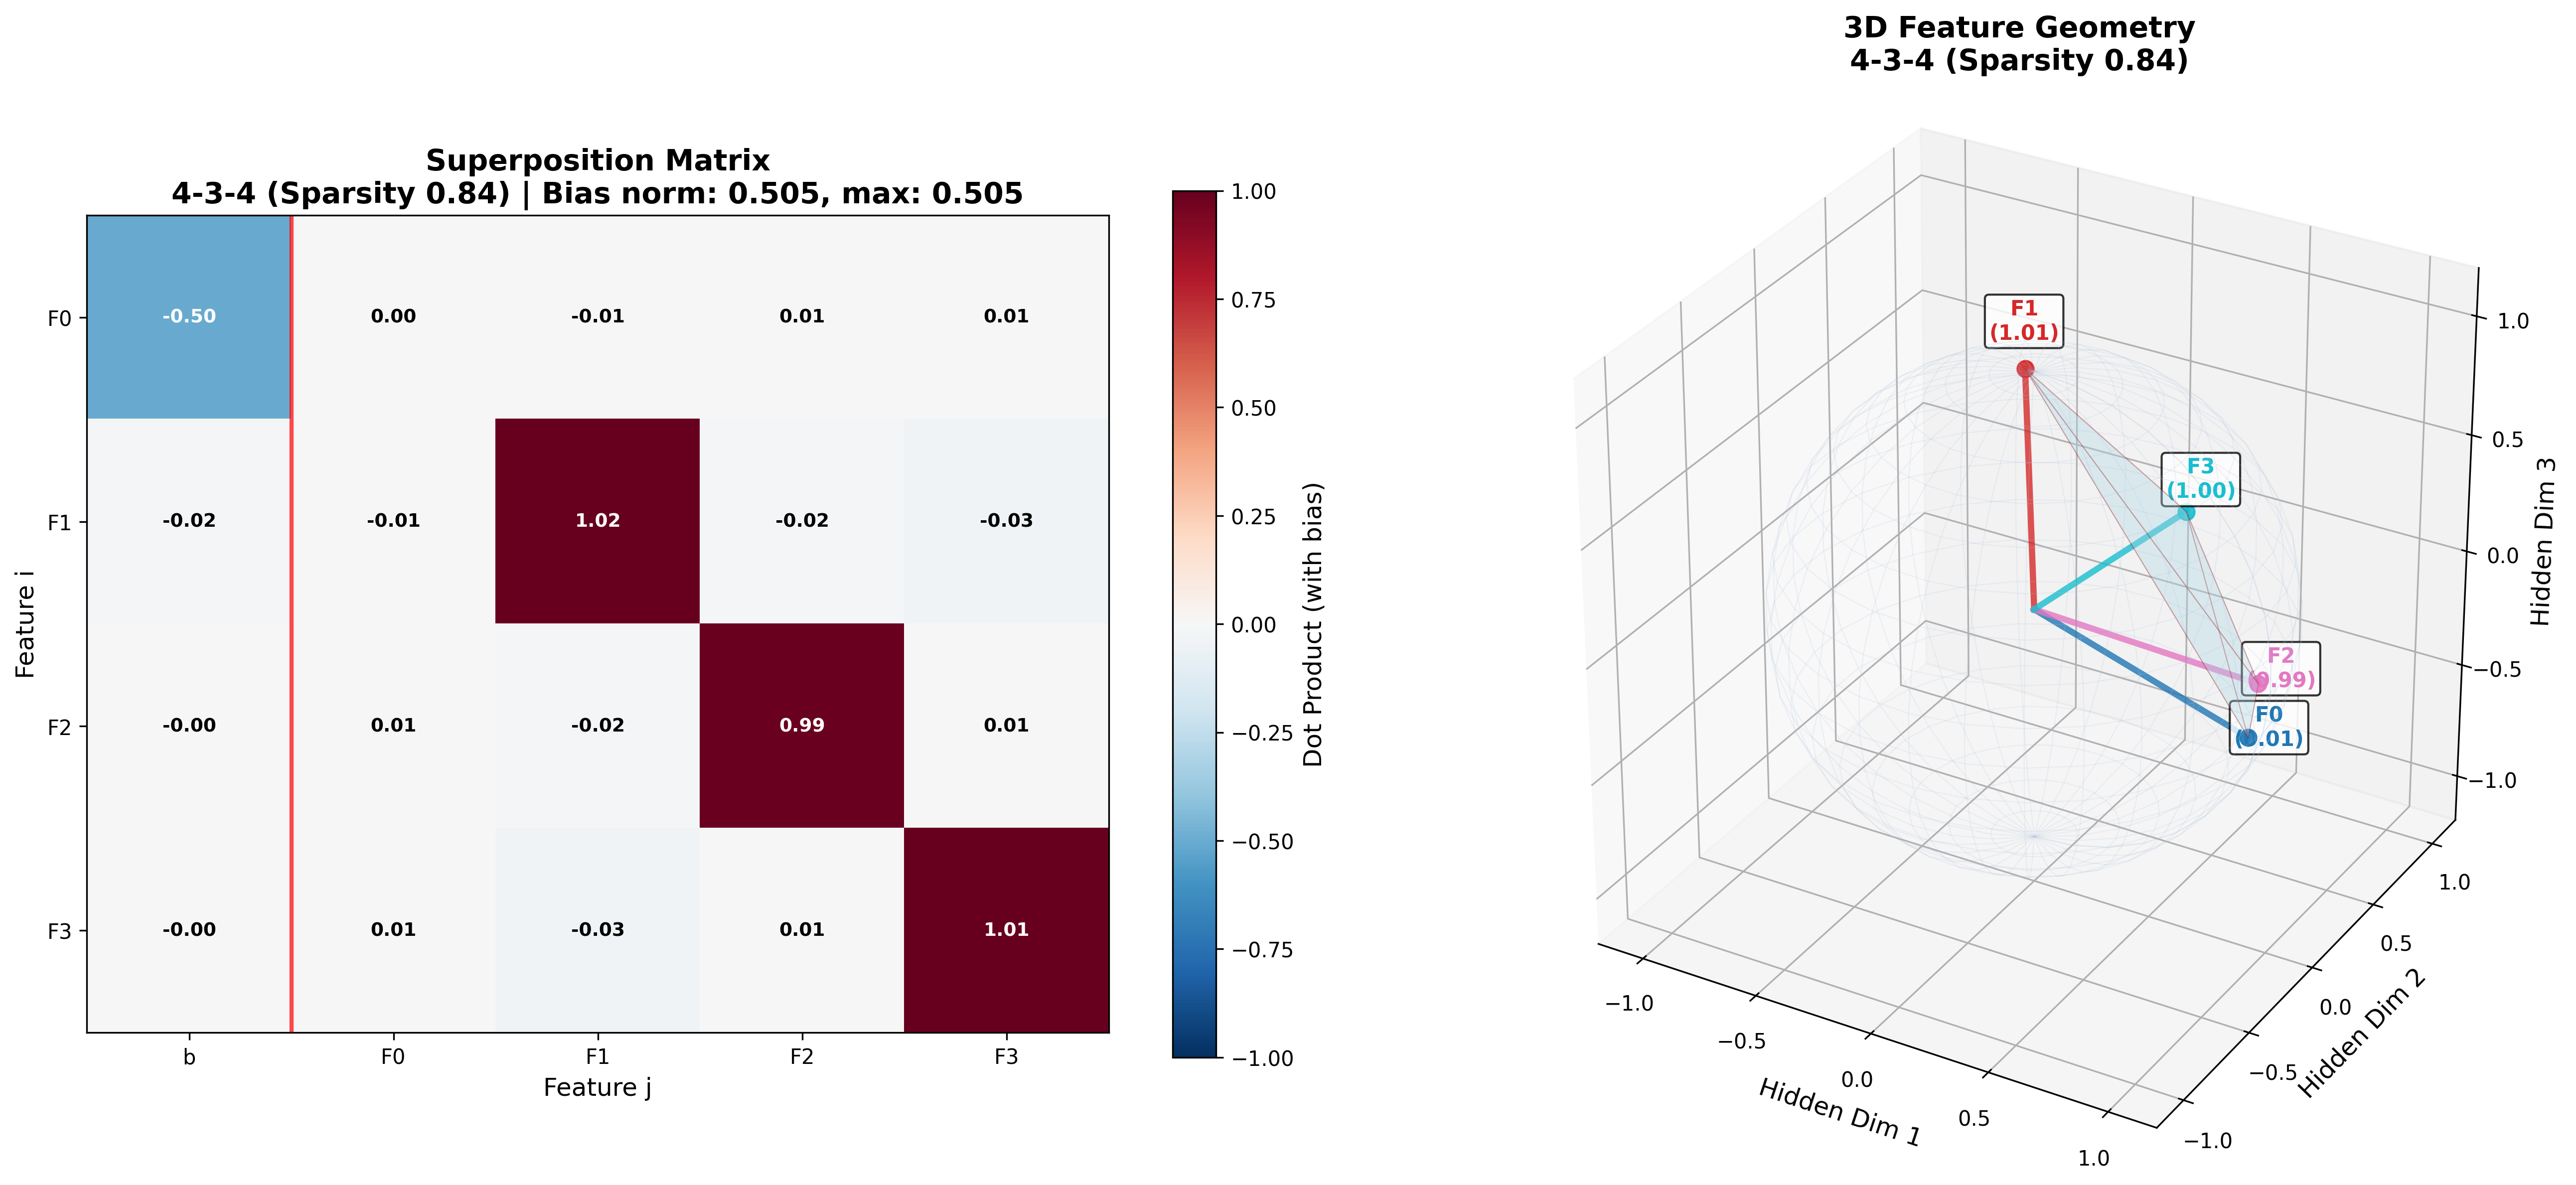 Superposition Matrix
4-3-4 (Sparsity 0.84) | Bias norm: 0.505, max: 0.505
F0
-0.50
0.00
-0.01
0.01
0.01
F1
-0.02
-0.01
1.02
-0.02
-0.03
F2
-0.00
0.01
-0.02
0.99
0.01
F3
-0.00
0.01
-0.03
0.01
1.01
b
F0
F1
F2
F3
Feature j
Feature i
1.00
0.75
0.50
0.25
0.00
−0.25
−0.50
−0.75
−1.00
Dot Product (with bias)
3D Feature Geometry
4-3-4 (Sparsity 0.84)
F1
(1.01)
F3
(1.00)
F2
F0
1.0
0.5
0.0
−0.5
−1.0
Hidden Dim 3
1.0
0.5
0.0
−0.5
−1.0
Hidden Dim 2
−1.0
−0.5
0.0
0.5
1.0
Hidden Dim 1